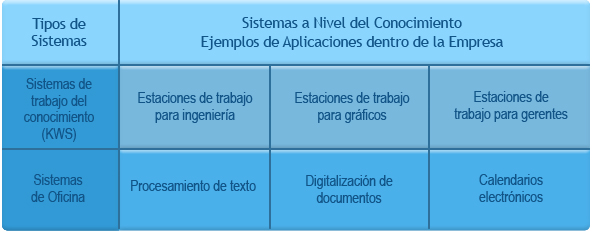 Tipos de
Sistemas
Sistemas a Nivel del Conocimiento
Ejemplos de Aplicaciones dentro de la Empresa
Sistemas de
trabajo del
conocimiento
(KWS)
Estaciones de trabajo
para ingeniería
Estaciones de trabajo
para gráficos
Estaciones de
trabajo para gerentes
Sistemas
de Oficina
Procesamiento de texto
Digitalización de
documentos
Calendarios
electrónicos